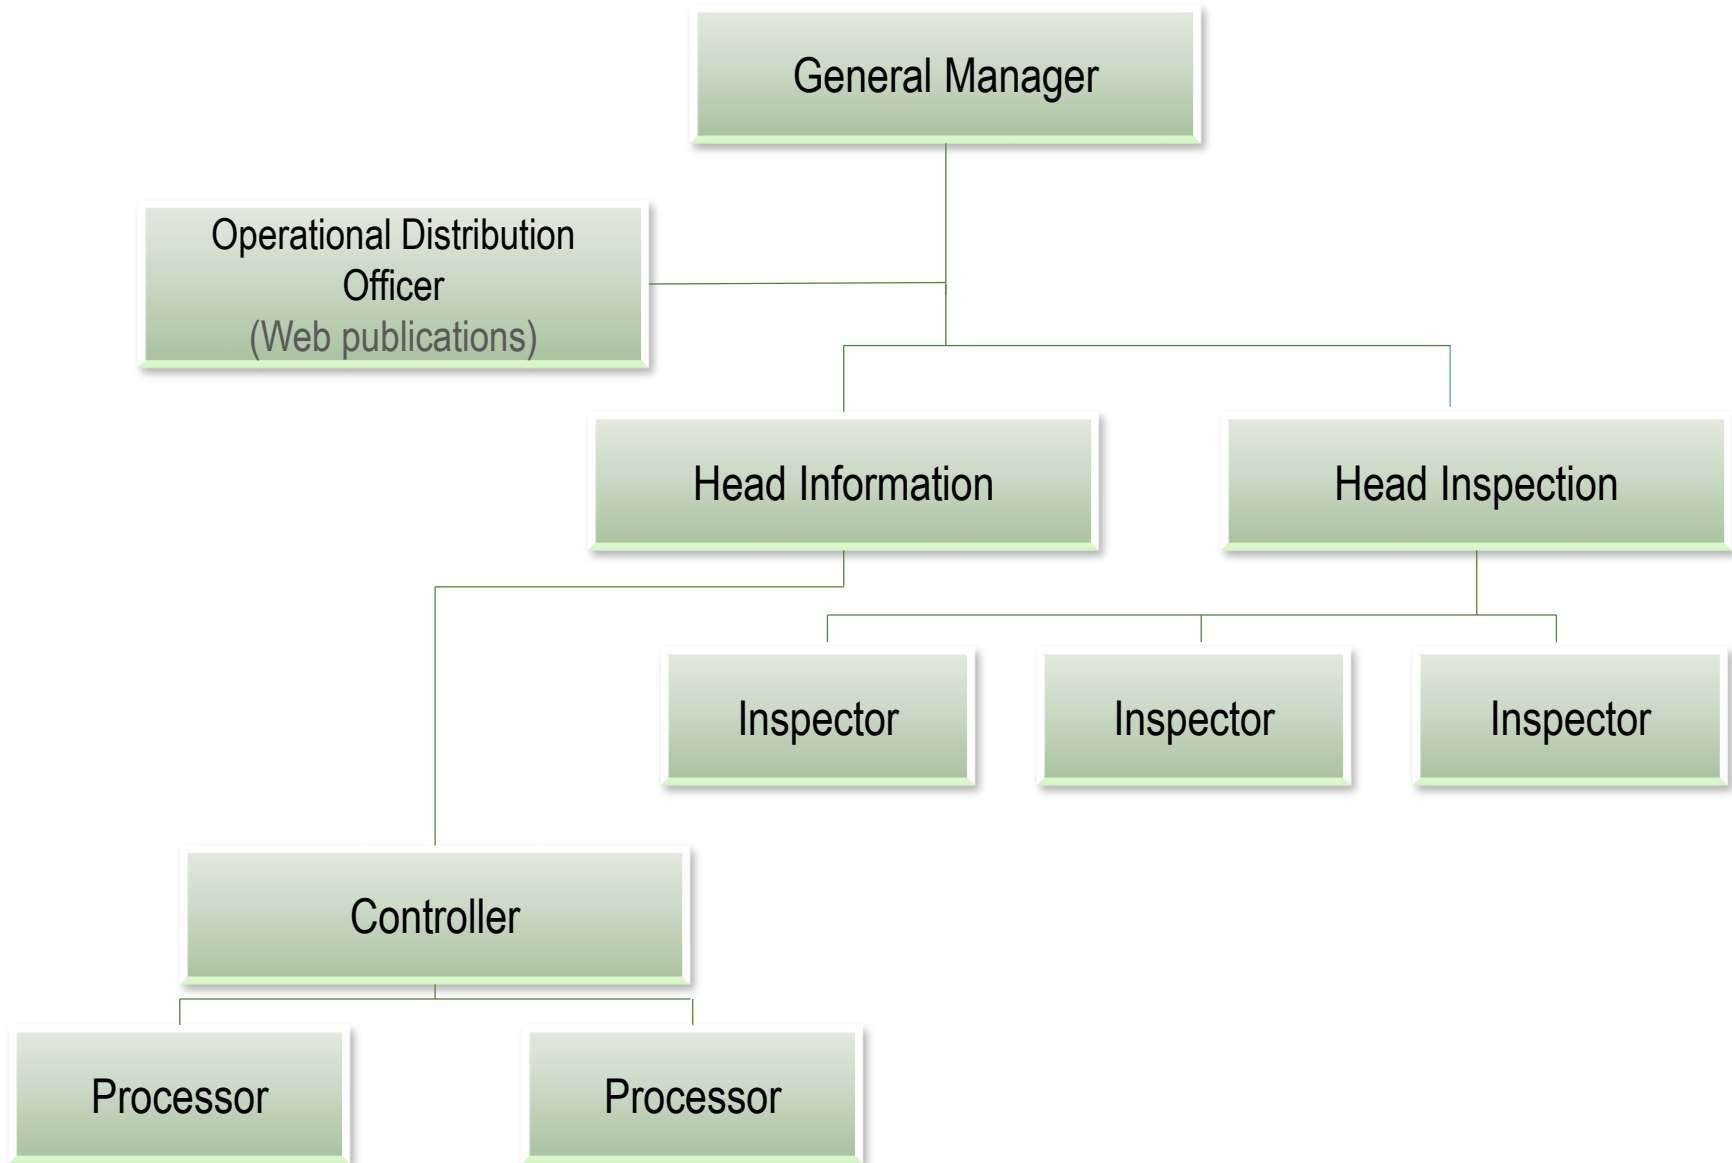 General Manager
Operational Distribution
Officer
(Web publications)
Head Information
Head Inspection
Inspector
Inspector
Inspector
Controller
Processor
Processor